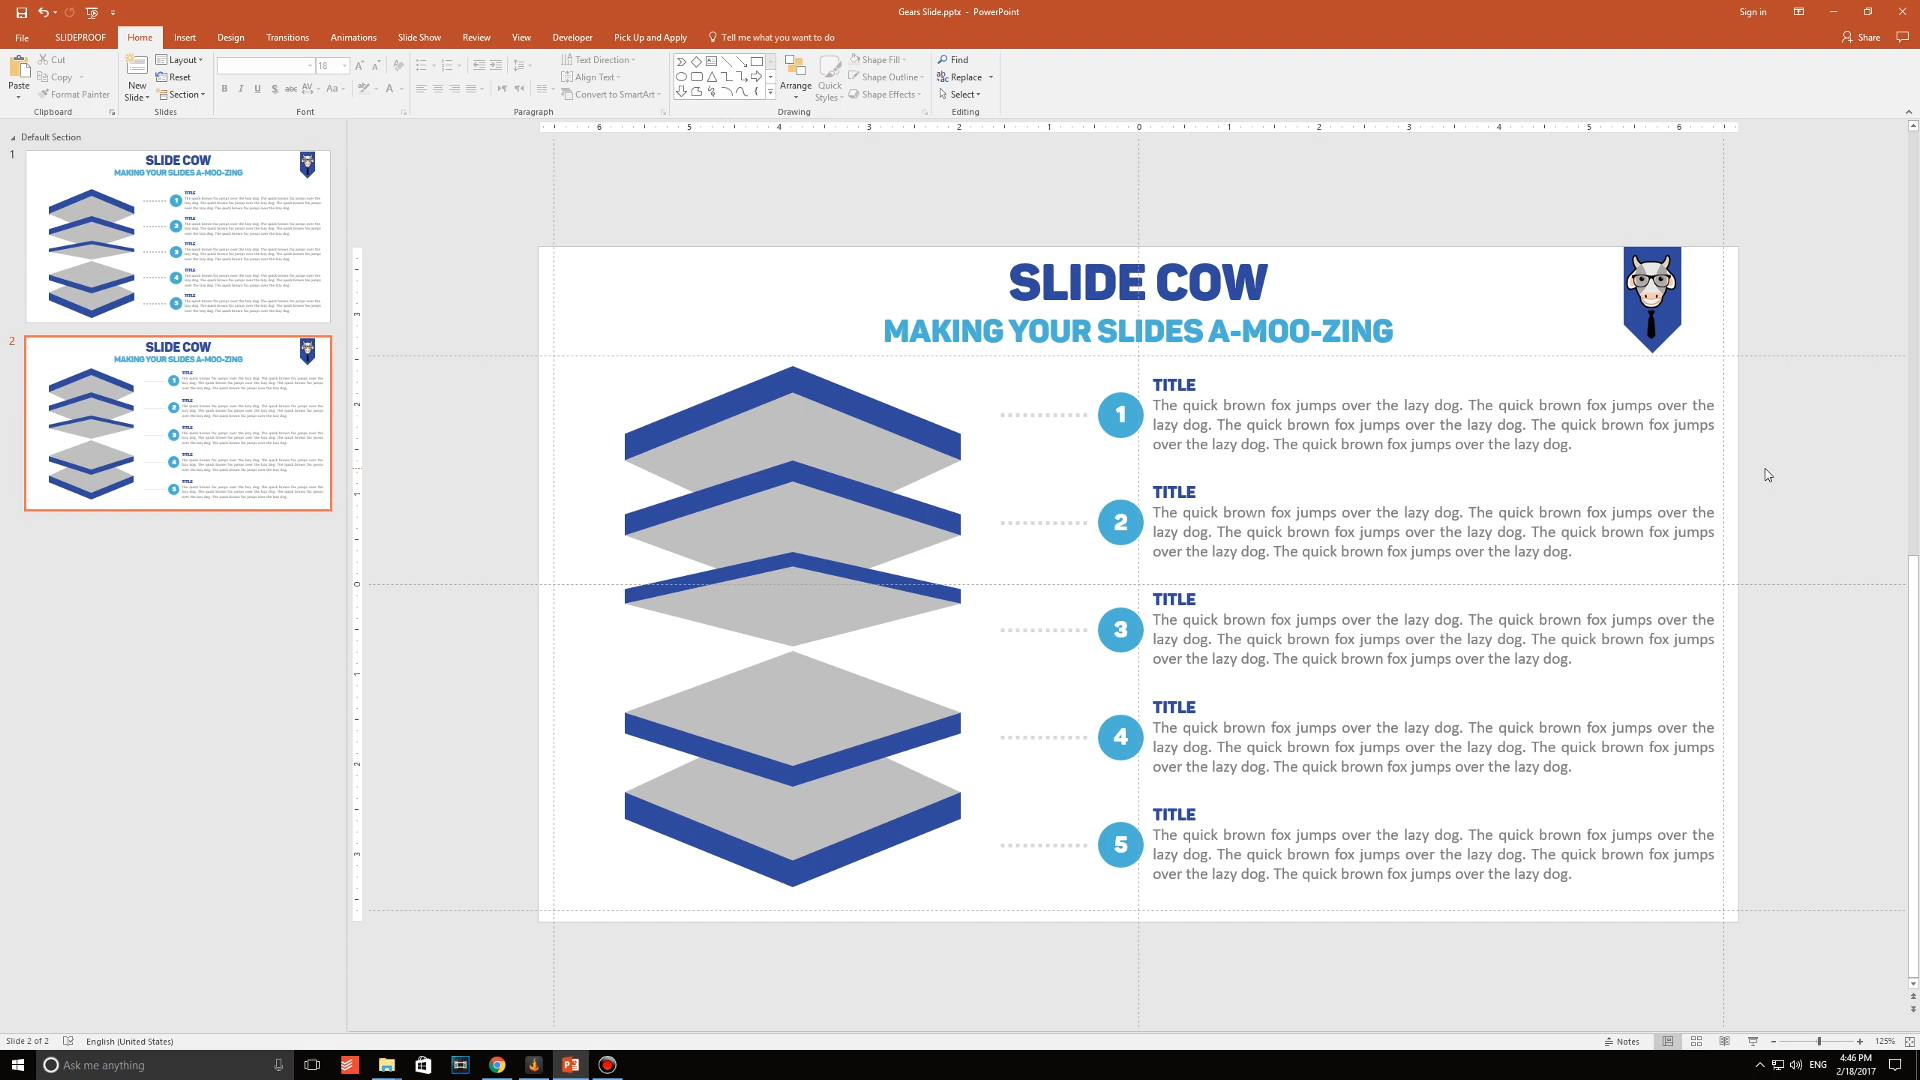 Gears Slide.pptx - PowerPoint
Sign in
File SLIDEPROOF Home Insert Design Transitions Animations Slide Show Review View Developer Pick Up and Apply Tell me what you want to do
Share
Paste
Cut
Copy
Format Painter
Clipboard
New Slide
Layout
Reset
Section
Slides
18
Font
Text Direction
Align Text
Convert to SmartArt
Paragraph
Arrange
Quick Styles
Shape Fill
Shape Outline
Shape Effects
Drawing
Find
Replace
Select
Editing
Default Section
1
SLIDE COW
MAKING YOUR SLIDES A-MOO-ZING
2
SLIDE COW
MAKING YOUR SLIDES A-MOO-ZING
SLIDE COW
MAKING YOUR SLIDES A-MOO-ZING
1
TITLE
The quick brown fox jumps over the lazy dog. The quick brown fox jumps over the
lazy dog. The quick brown fox jumps over the lazy dog. The quick brown fox jumps
over the lazy dog. The quick brown fox jumps over the lazy dog.
2
TITLE
The quick brown fox jumps over the lazy dog. The quick brown fox jumps over the
lazy dog. The quick brown fox jumps over the lazy dog. The quick brown fox jumps
over the lazy dog. The quick brown fox jumps over the lazy dog.
3
TITLE
The quick brown fox jumps over the lazy dog. The quick brown fox jumps over the
lazy dog. The quick brown fox jumps over the lazy dog. The quick brown fox jumps
over the lazy dog. The quick brown fox jumps over the lazy dog.
4
TITLE
The quick brown fox jumps over the lazy dog. The quick brown fox jumps over the
lazy dog. The quick brown fox jumps over the lazy dog. The quick brown fox jumps
over the lazy dog. The quick brown fox jumps over the lazy dog.
5
TITLE
The quick brown fox jumps over the lazy dog. The quick brown fox jumps over the
lazy dog. The quick brown fox jumps over the lazy dog. The quick brown fox jumps
over the lazy dog. The quick brown fox jumps over the lazy dog.
Slide 2 of 2
English (United States)
Notes
125%
Ask me anything
ENG
4:46 PM
2/18/2017